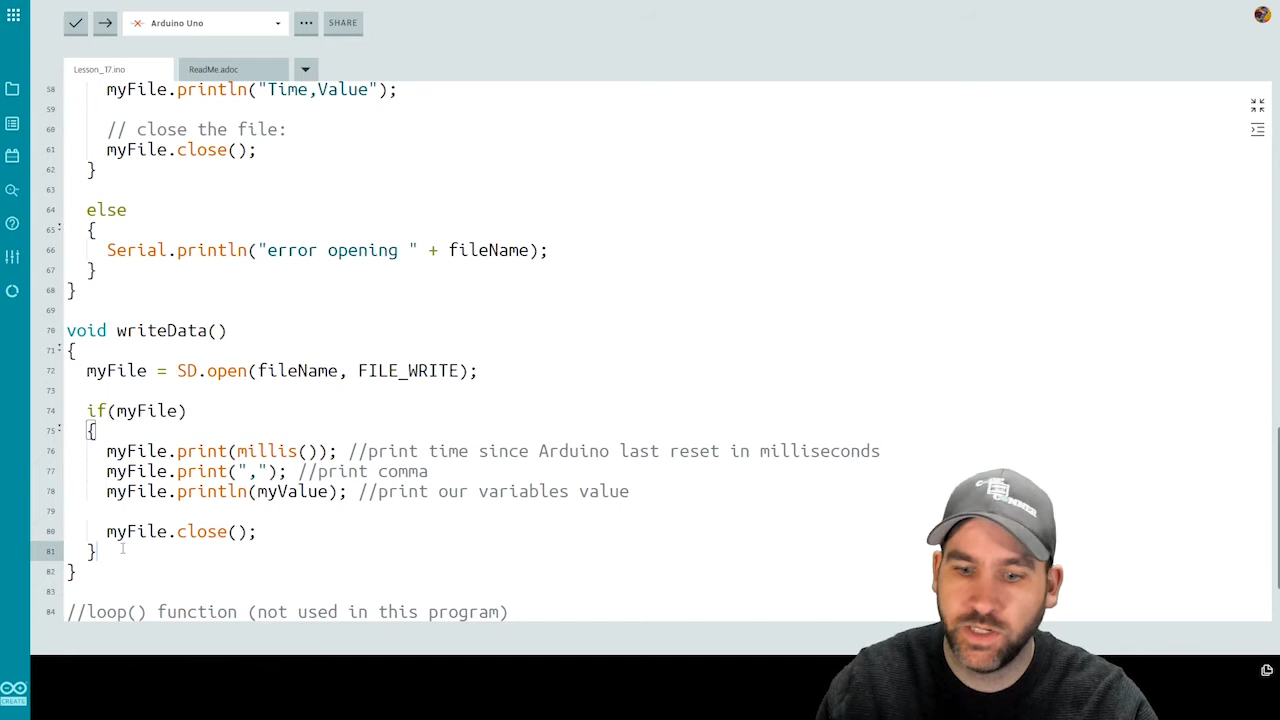 Arduino Uno
SHARE
Lesson_17.ino
ReadMe.adoc
58 myFile.println("Time,Value");
59
60 // close the file:
61 myFile.close();
62 }
63
64 else
65 {
66 Serial.println("error opening " + fileName);
67 }
68 }
69
70 void writeData()
71 {
72 myFile = SD.open(fileName, FILE_WRITE);
73
74 if(myFile)
75 {
76 myFile.print(millis()); //print time since Arduino last reset in milliseconds
77 myFile.print(","); //print comma
78 myFile.println(myValue); //print our variables value
79
80 myFile.close();
81 }
82 }
83
84 //loop() function (not used in this program)
CREATE